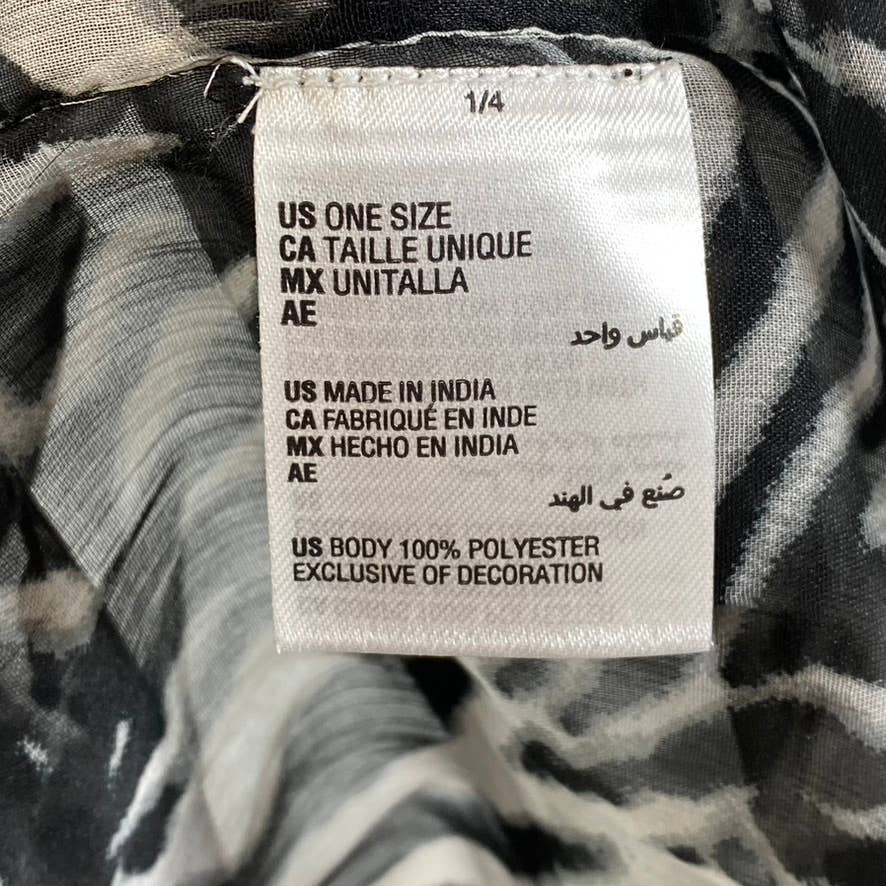 1/4
US ONE SIZE
CA TAILLE UNIQUE
MX UNITALLA
AE
قياس واحد
US MADE IN INDIA
CA FABRIQUÉ EN INDE
MX HECHO EN INDIA
AE
صُنع في الهند
US BODY 100% POLYESTER
EXCLUSIVE OF DECORATION